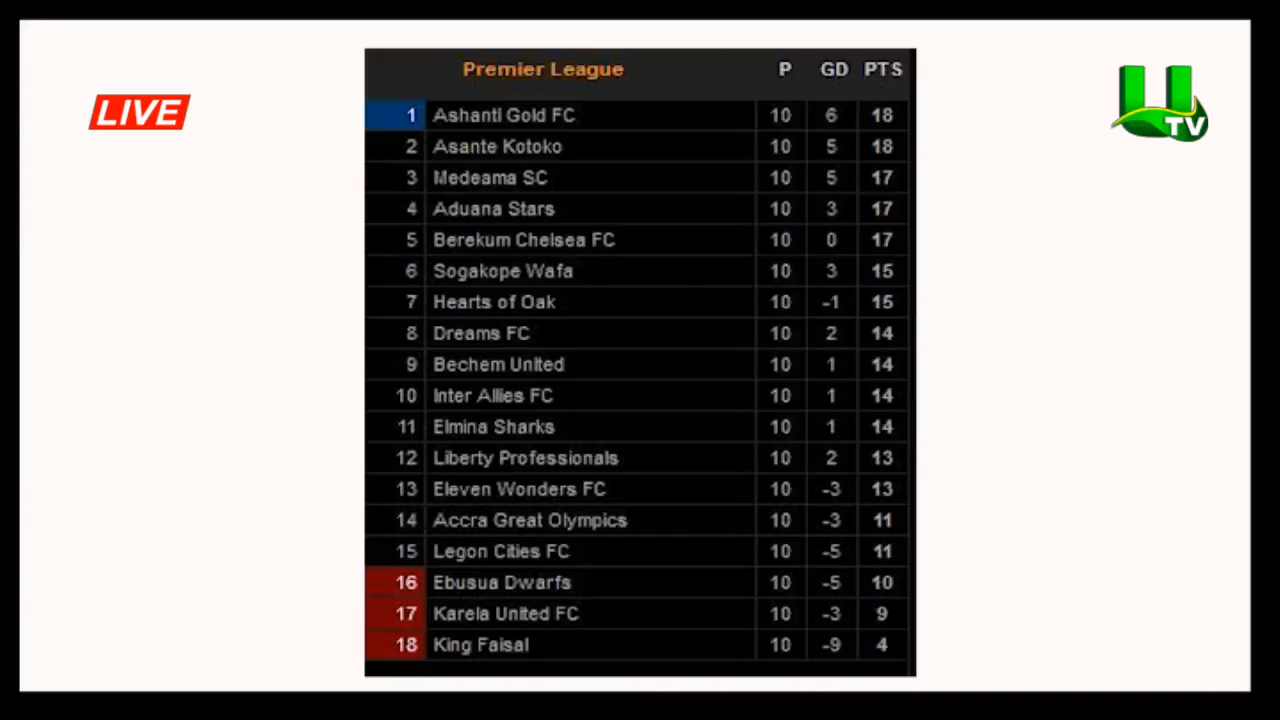 LIVE
Premier League P GD PTS
U TV
1 Ashanti Gold FC 10 6 18
2 Asante Kotoko 10 5 18
3 Medeama SC 10 5 17
4 Aduana Stars 10 3 17
5 Berekum Chelsea FC 10 0 17
6 Sogakope Wafa 10 3 15
7 Hearts of Oak 10 -1 15
8 Dreams FC 10 2 14
9 Bechem United 10 1 14
10 Inter Allies FC 10 1 14
11 Elmina Sharks 10 1 14
12 Liberty Professionals 10 2 13
13 Eleven Wonders FC 10 -3 13
14 Accra Great Olympics 10 -3 11
15 Legon Cities FC 10 -5 11
16 Ebusua Dwarfs 10 -5 10
17 Karela United FC 10 -3 9
18 King Faisal 10 -9 4